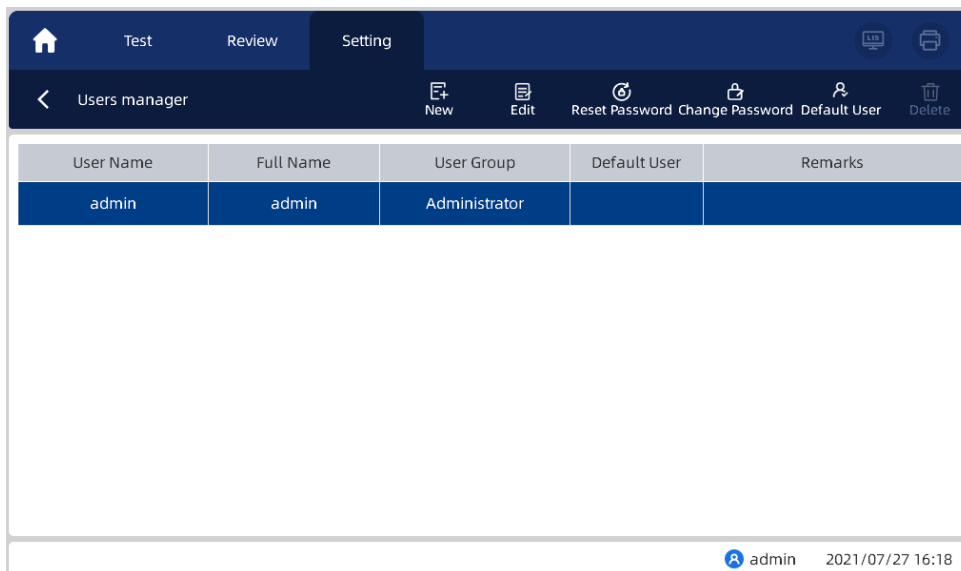 Test Review Setting LIS
Users manager New Edit Reset Password Change Password Default User Delete
User Name Full Name User Group Default User Remarks
admin admin Administrator
admin 2021/07/27 16:18